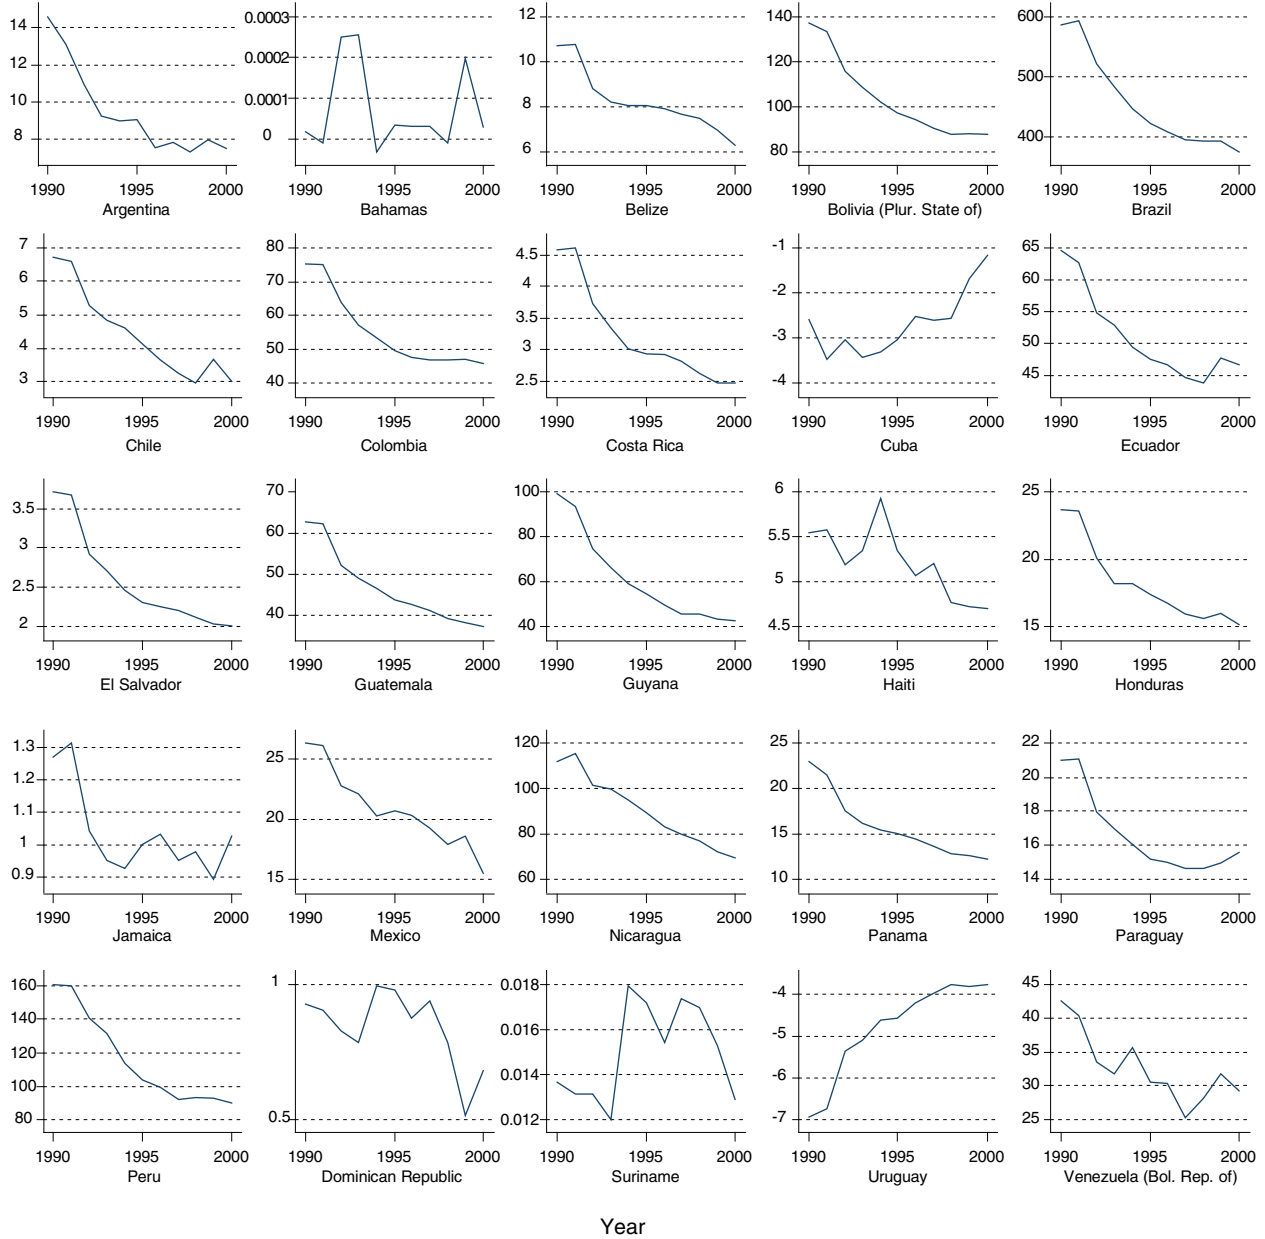 14
12
10
8
1990 1995 2000
Argentina
0.0003
0.0002
0.0001
0
1990 1995 2000
Bahamas
12
10
8
6
1990 1995 2000
Belize
140
120
100
80
1990 1995 2000
Bolivia (Plur. State of)
600
500
400
1990 1995 2000
Brazil
7
6
5
4
3
1990 1995 2000
Chile
80
70
60
50
40
1990 1995 2000
Colombia
4.5
4
3.5
3
2.5
1990 1995 2000
Costa Rica
-1
-2
-3
-4
1990 1995 2000
Cuba
65
60
55
50
45
1990 1995 2000
Ecuador
3.5
3
2.5
2
1990 1995 2000
El Salvador
70
60
50
40
1990 1995 2000
Guatemala
100
80
60
40
1990 1995 2000
Guyana
6
5.5
5
4.5
1990 1995 2000
Haiti
25
20
15
1990 1995 2000
Honduras
1.3
1.2
1.1
1
0.9
1990 1995 2000
Jamaica
25
20
15
1990 1995 2000
Mexico
120
100
80
60
1990 1995 2000
Nicaragua
25
20
15
10
1990 1995 2000
Panama
22
20
18
16
14
1990 1995 2000
Paraguay
160
140
120
100
80
1990 1995 2000
Peru
1
0.5
1990 1995 2000
Dominican Republic
0.018
0.016
0.014
0.012
1990 1995 2000
Suriname
-4
-5
-6
-7
1990 1995 2000
Uruguay
45
40
35
30
25
1990 1995 2000
Venezuela (Bol. Rep. of)
Year